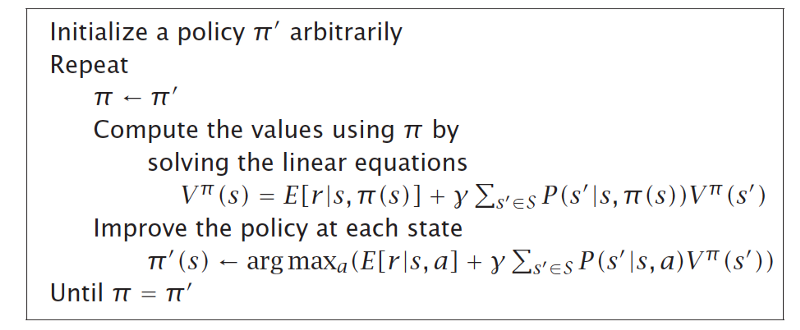 Initialize a policy π′ arbitrarily
Repeat
π ← π′
Compute the values using π by
solving the linear equations
V^π(s) = E[r|s, π(s)] + γ ∑_{s′∈S} P(s′|s, π(s))V^π(s′)
Improve the policy at each state
π′(s) ← arg max_a(E[r|s, a] + γ ∑_{s′∈S} P(s′|s, a)V^π(s′))
Until π = π′